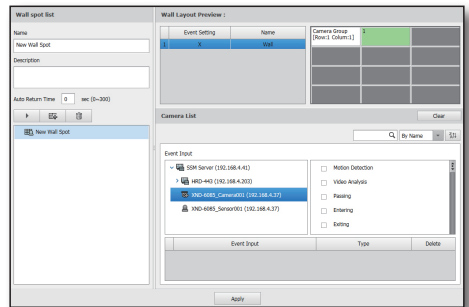 Wall spot list
Name
New Wall Spot
Description
Auto Return Time 0 sec (0~300)
New Wall Spot
Wall Layout Preview :
Event Setting Name
1 X Wall
Camera Group
[Row:1 Colum:1]
2
Camera List
Clear
By Name
Event Input
SSM Server (192.168.4.41)
HRD-443 (192.168.4.203)
XND-6085_Camera001 (192.168.4.37)
XND-6085_Sensor001 (192.168.4.37)
Motion Detection
Video Analysis
Passing
Entering
Exiting
Event Input Type Delete
Apply